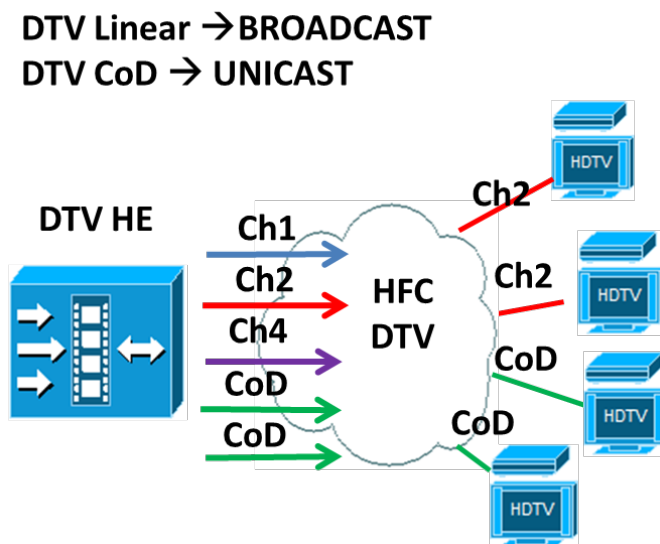 DTV Linear →BROADCAST
DTV CoD → UNICAST
HDTV
Ch2
DTV HE
Ch1
Ch2
HDTV
Ch2
HFC
DTV
Ch4
CoD
CoD
HDTV
CoD
CoD
HDTV